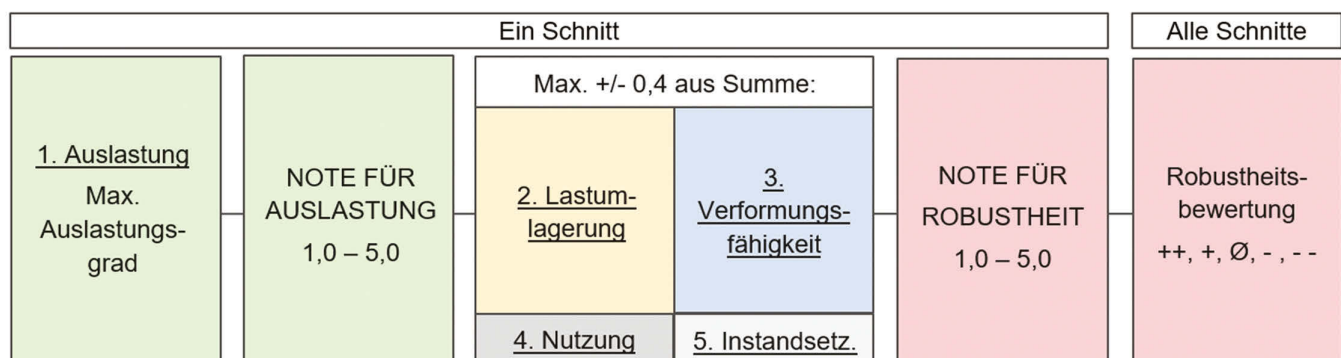 Ein Schnitt
Alle Schnitte
1. Auslastung
Max.
Auslastungs-
grad
NOTE FÜR
AUSLASTUNG
1,0 – 5,0
Max. +/- 0,4 aus Summe:
2. Lastum-
lagerung
3.
Verformungs-
fähigkeit
4. Nutzung
5. Instandsetz.
NOTE FÜR
ROBUSTHEIT
1,0 – 5,0
Robustheits-
bewertung
++, +, Ø, - , - -